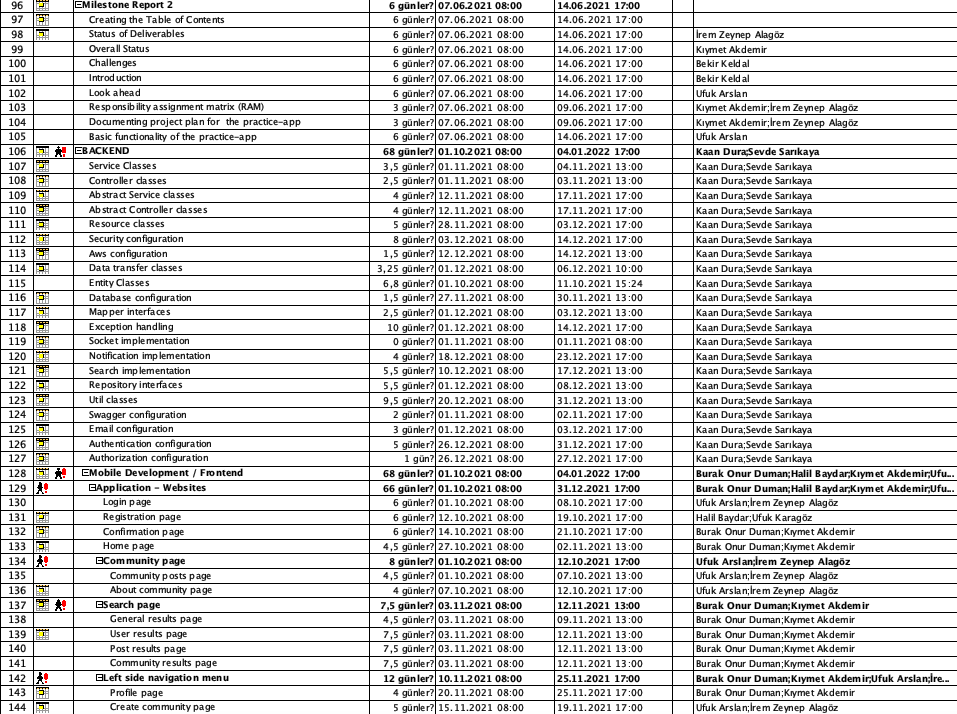 96 Milestone Report 2 6 günler? 07.06.2021 08:00 14.06.2021 17:00
97 Creating the Table of Contents 6 günler? 07.06.2021 08:00 14.06.2021 17:00
98 Status of Deliverables 6 günler? 07.06.2021 08:00 14.06.2021 17:00 İrem Zeynep Alagöz
99 Overall Status 6 günler? 07.06.2021 08:00 14.06.2021 17:00 Kıymet Akdemir
100 Challenges 6 günler? 07.06.2021 08:00 14.06.2021 17:00 Bekir Keldal
101 Introduction 6 günler? 07.06.2021 08:00 14.06.2021 17:00 Bekir Keldal
102 Look ahead 6 günler? 07.06.2021 08:00 14.06.2021 17:00 Ufuk Arslan
103 Responsibility assignment matrix (RAM) 3 günler? 07.06.2021 08:00 09.06.2021 17:00 Kıymet Akdemir;İrem Zeynep Alagöz
104 Documenting project plan for the practice-app 3 günler? 07.06.2021 08:00 09.06.2021 17:00 Kıymet Akdemir;İrem Zeynep Alagöz
105 Basic functionality of the practice-app 6 günler? 07.06.2021 08:00 14.06.2021 17:00 Ufuk Arslan
106 BACKEND 68 günler? 01.10.2021 08:00 04.01.2022 17:00 Kaan Dura;Sevde Sarıkaya
107 Service Classes 3,5 günler? 01.11.2021 08:00 04.11.2021 13:00 Kaan Dura;Sevde Sarıkaya
108 Controller classes 2,5 günler? 01.11.2021 08:00 03.11.2021 13:00 Kaan Dura;Sevde Sarıkaya
109 Abstract Service classes 4 günler? 12.11.2021 08:00 17.11.2021 17:00 Kaan Dura;Sevde Sarıkaya
110 Abstract Controller classes 4 günler? 12.11.2021 08:00 17.11.2021 17:00 Kaan Dura;Sevde Sarıkaya
111 Resource classes 5 günler? 28.11.2021 08:00 03.12.2021 17:00 Kaan Dura;Sevde Sarıkaya
112 Security configuration 8 günler? 03.12.2021 08:00 14.12.2021 17:00 Kaan Dura;Sevde Sarıkaya
113 Aws configuration 1,5 günler? 12.12.2021 08:00 14.12.2021 13:00 Kaan Dura;Sevde Sarıkaya
114 Data transfer classes 3,25 günler? 01.12.2021 08:00 06.12.2021 10:00 Kaan Dura;Sevde Sarıkaya
115 Entity Classes 6,8 günler? 01.10.2021 08:00 11.10.2021 15:24 Kaan Dura;Sevde Sarıkaya
116 Database configuration 1,5 günler? 27.11.2021 08:00 30.11.2021 13:00 Kaan Dura;Sevde Sarıkaya
117 Mapper interfaces 2,5 günler? 01.12.2021 08:00 03.12.2021 13:00 Kaan Dura;Sevde Sarıkaya
118 Exception handling 10 günler? 01.12.2021 08:00 14.12.2021 17:00 Kaan Dura;Sevde Sarıkaya
119 Socket implementation 0 günler? 01.11.2021 08:00 01.11.2021 08:00 Kaan Dura;Sevde Sarıkaya
120 Notification implementation 4 günler? 18.12.2021 08:00 23.12.2021 17:00 Kaan Dura;Sevde Sarıkaya
121 Search implementation 5,5 günler? 10.12.2021 08:00 17.12.2021 13:00 Kaan Dura;Sevde Sarıkaya
122 Repository interfaces 5,5 günler? 01.12.2021 08:00 08.12.2021 13:00 Kaan Dura;Sevde Sarıkaya
123 Util classes 9,5 günler? 20.12.2021 08:00 31.12.2021 13:00 Kaan Dura;Sevde Sarıkaya
124 Swagger configuration 2 günler? 01.11.2021 08:00 02.11.2021 17:00 Kaan Dura;Sevde Sarıkaya
125 Email configuration 3 günler? 01.11.2021 08:00 03.11.2021 17:00 Kaan Dura;Sevde Sarıkaya
126 Authentication configuration 5 günler? 26.12.2021 08:00 31.12.2021 17:00 Kaan Dura;Sevde Sarıkaya
127 Authorization configuration 1 gün? 26.12.2021 08:00 27.12.2021 17:00 Kaan Dura;Sevde Sarıkaya
128 Mobile Development / Frontend 68 günler? 01.10.2021 08:00 04.01.2022 17:00 Burak Onur Duman;Halil Baydar;Kıymet Akdemir;Ufu...
129 Application - Websites 66 günler? 01.10.2021 08:00 31.12.2021 17:00 Burak Onur Duman;Halil Baydar;Kıymet Akdemir;Ufu...
130 Login page 6 günler? 01.10.2021 08:00 08.10.2021 17:00 Ufuk Arslan;İrem Zeynep Alagöz
131 Registration page 6 günler? 12.10.2021 08:00 19.10.2021 17:00 Halil Baydar;Ufuk Karagöz
132 Confirmation page 6 günler? 14.10.2021 08:00 21.10.2021 17:00 Burak Onur Duman;Kıymet Akdemir
133 Home page 4,5 günler? 27.10.2021 08:00 02.11.2021 13:00 Burak Onur Duman;Kıymet Akdemir
134 Community page 8 günler? 01.10.2021 08:00 12.10.2021 17:00 Ufuk Arslan;İrem Zeynep Alagöz
135 Community posts page 4,5 günler? 01.10.2021 08:00 07.10.2021 13:00 Ufuk Arslan;İrem Zeynep Alagöz
136 About community page 4 günler? 07.10.2021 08:00 12.10.2021 17:00 Ufuk Arslan;İrem Zeynep Alagöz
137 Search page 7,5 günler? 03.11.2021 08:00 12.11.2021 13:00 Burak Onur Duman;Kıymet Akdemir
138 General results page 4,5 günler? 03.11.2021 08:00 09.11.2021 13:00 Burak Onur Duman;Kıymet Akdemir
139 User results page 7,5 günler? 03.11.2021 08:00 12.11.2021 13:00 Burak Onur Duman;Kıymet Akdemir
140 Post results page 7,5 günler? 03.11.2021 08:00 12.11.2021 13:00 Burak Onur Duman;Kıymet Akdemir
141 Community results page 7,5 günler? 03.11.2021 08:00 12.11.2021 13:00 Burak Onur Duman;Kıymet Akdemir
142 Left side navigation menu 12 günler? 10.11.2021 08:00 25.11.2021 17:00 Burak Onur Duman;Kıymet Akdemir;Ufuk Arslan;İre...
143 Profile page 4 günler? 20.11.2021 08:00 25.11.2021 17:00 Burak Onur Duman;Kıymet Akdemir
144 Create community page 5 günler? 15.11.2021 08:00 19.11.2021 17:00 Ufuk Arslan;İrem Zeynep Alagöz